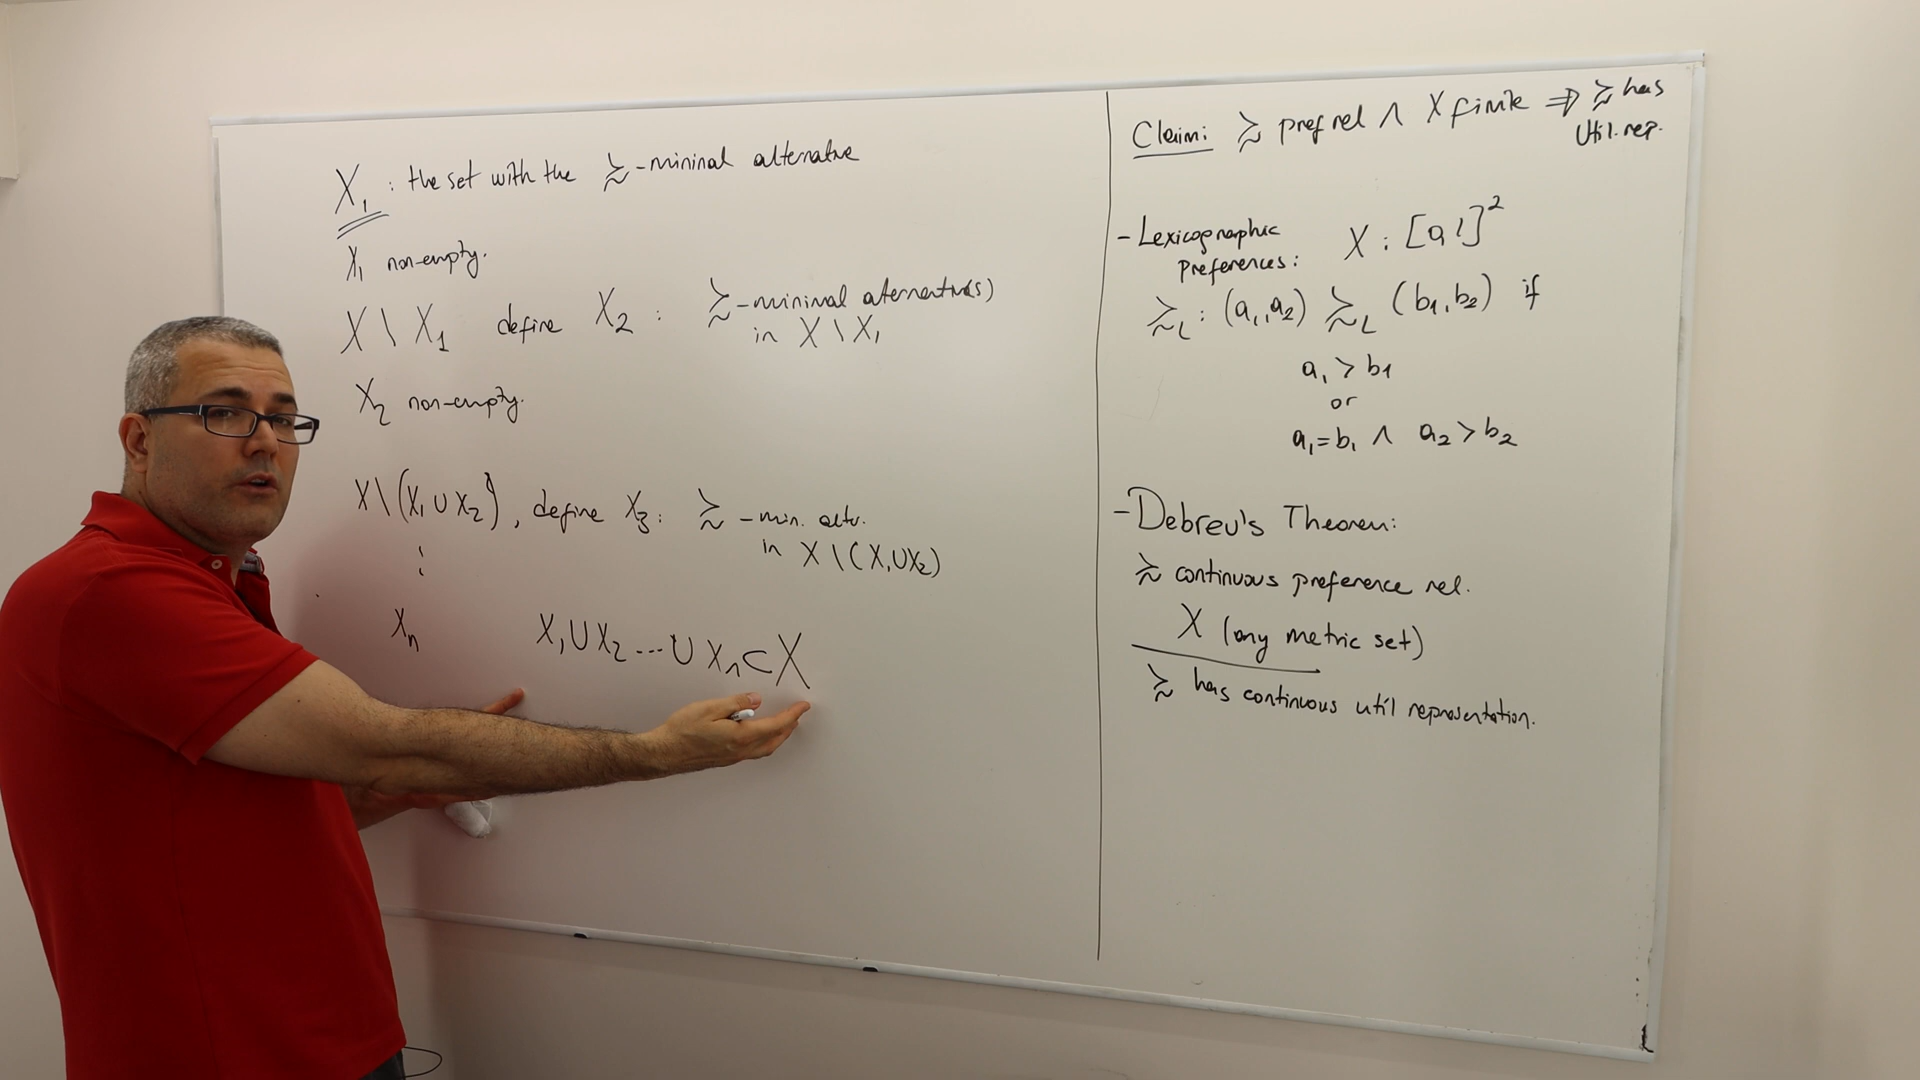 X₁ : the set with the ≿-minimal alternative
X₁ non-empty.
X \ X₁ define X₂ : ≿-minimal alternative(s)
in X \ X₁
X₂ non-empty.
X\(X₁∪X₂), define X₃: ≿-min. altv.
in X \ (X₁∪X₂)
⋮
Xₙ X₁∪X₂...∪Xₙ⊂X
Claim: ≿ pref rel ∧ X finite ⇒ ≿ has
Util. rep.
- Lexicographic
Preferences: X : [0,1]²
≿L : (a₁,a₂) ≿L (b₁,b₂) if
a₁ > b₁
or
a₁=b₁ ∧ a₂ > b₂
- Debreu's Theorem:
≿ continuous preference rel.
X (any metric set)
≿ has continuous util representation.